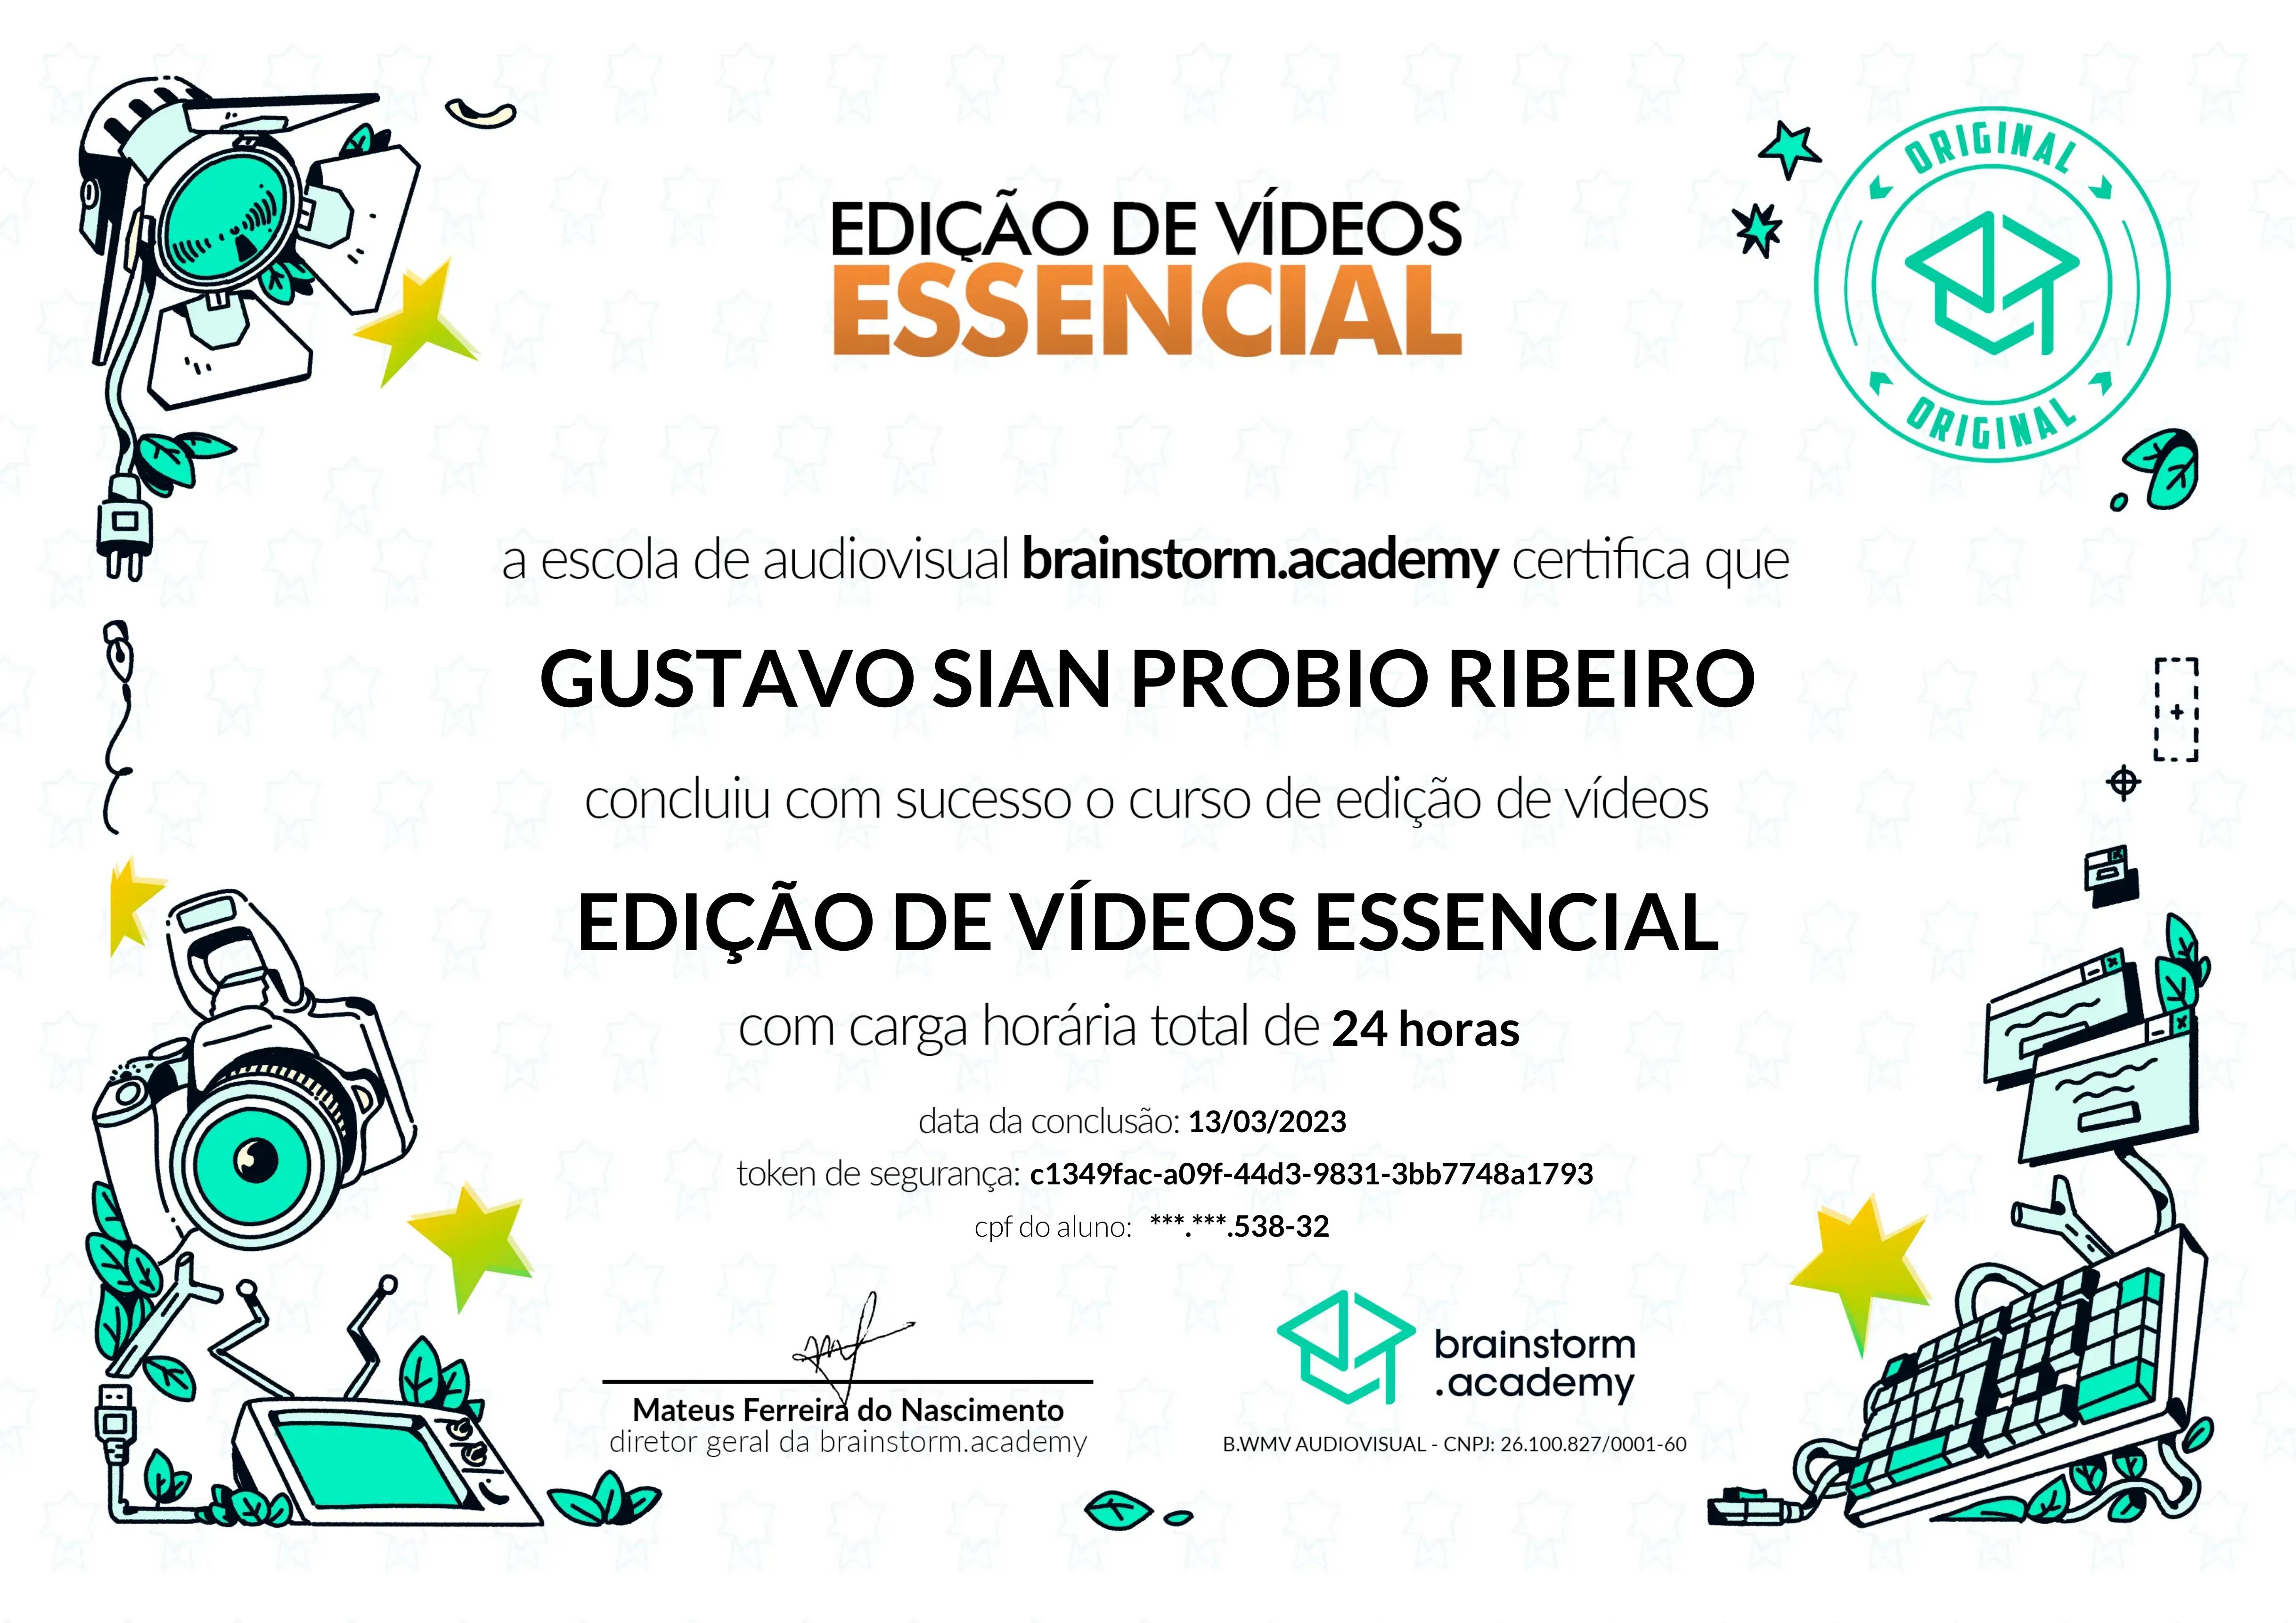 ORIGINAL
EDIÇÃO DE VÍDEOS
ESSENCIAL
ORIGINAL
a escola de audiovisual brainstorm.academy certifica que
GUSTAVO SIAN PROBIO RIBEIRO
concluiu com sucesso o curso de edição de vídeos
EDIÇÃO DE VÍDEOS ESSENCIAL
com carga horária total de 24 horas
data da conclusão: 13/03/2023
token de segurança: c1349fac-a09f-44d3-9831-3bb7748a1793
cpf do aluno: ***.***.538-32
Mateus Ferreira do Nascimento
diretor geral da brainstorm.academy
brainstorm
.academy
B.WMV AUDIOVISUAL - CNPJ: 26.100.827/0001-60